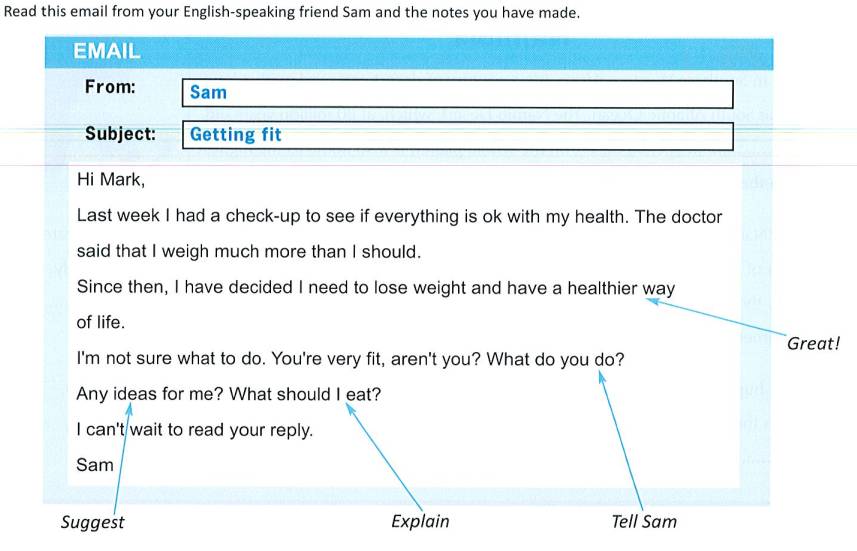 Read this email from your English-speaking friend Sam and the notes you have made.
EMAIL
From: Sam
Subject: Getting fit
Hi Mark,
Last week I had a check-up to see if everything is ok with my health. The doctor
said that I weigh much more than I should.
Since then, I have decided I need to lose weight and have a healthier way
of life.
Great!
I'm not sure what to do. You're very fit, aren't you? What do you do?
Any ideas for me? What should I eat?
I can't wait to read your reply.
Sam
Suggest Explain Tell Sam